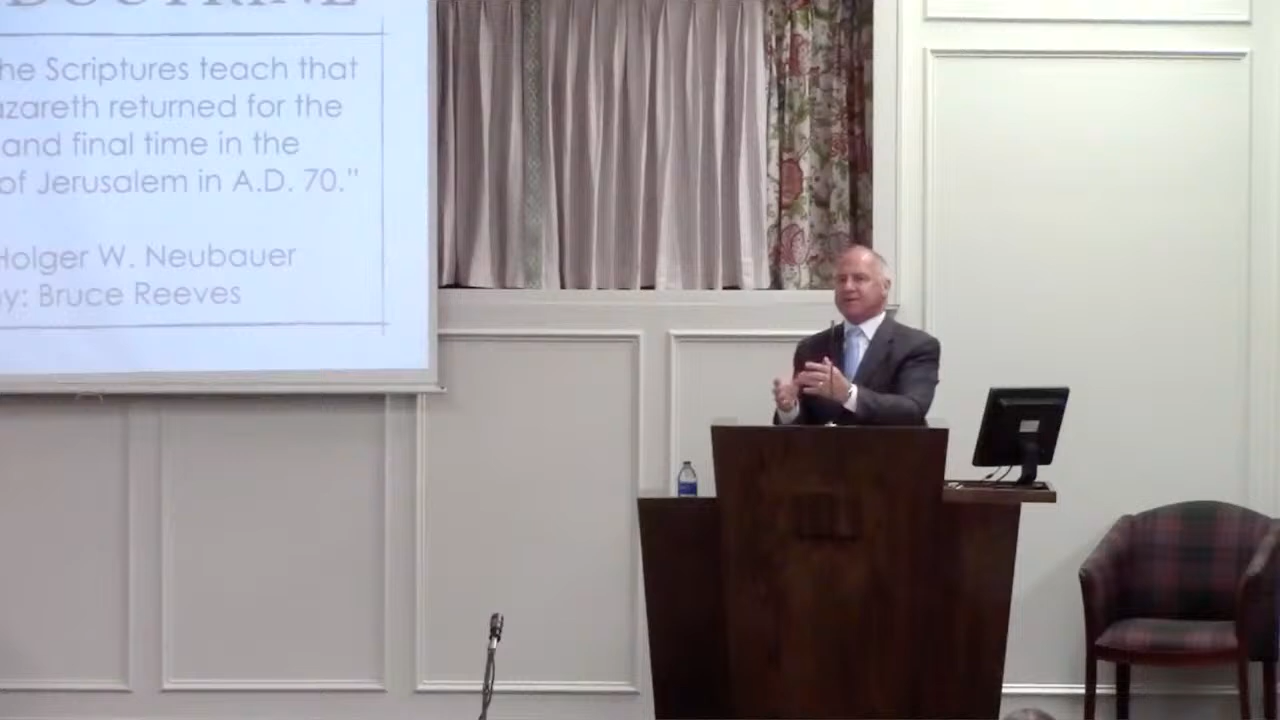 DOCTRINE
he Scriptures teach that
azareth returned for the
and final time in the
of Jerusalem in A.D. 70."
Holger W. Neubauer
y: Bruce Reeves